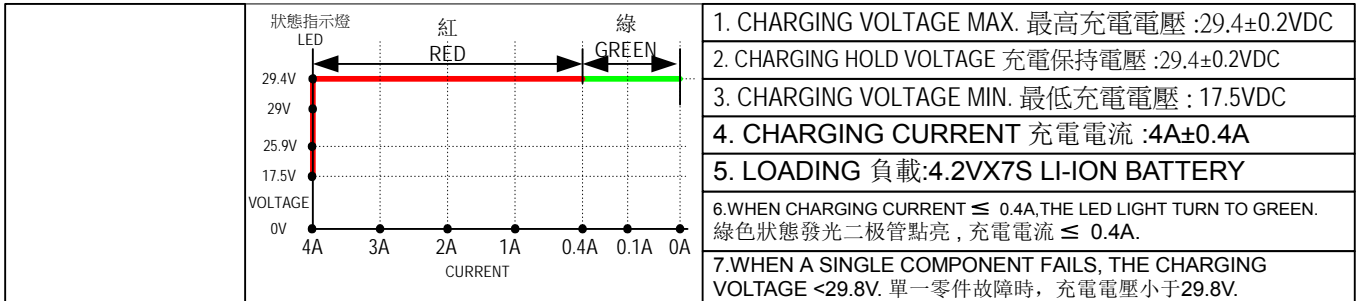 狀態指示燈
LED
紅
RED
綠
GREEN
29.4V
29V
25.9V
17.5V
VOLTAGE
0V
4A 3A 2A 1A 0.4A 0.1A 0A
CURRENT
1. CHARGING VOLTAGE MAX. 最高充電電壓 :29.4±0.2VDC
2. CHARGING HOLD VOLTAGE 充電保持電壓 :29.4±0.2VDC
3. CHARGING VOLTAGE MIN. 最低充電電壓 : 17.5VDC
4. CHARGING CURRENT 充電電流 :4A±0.4A
5. LOADING 負載:4.2VX7S LI-ION BATTERY
6.WHEN CHARGING CURRENT ≦ 0.4A,THE LED LIGHT TURN TO GREEN.
綠色狀態發光二极管點亮 , 充電電流 ≦ 0.4A.
7.WHEN A SINGLE COMPONENT FAILS, THE CHARGING
VOLTAGE <29.8V. 單一零件故障時，充電電壓小于29.8V.